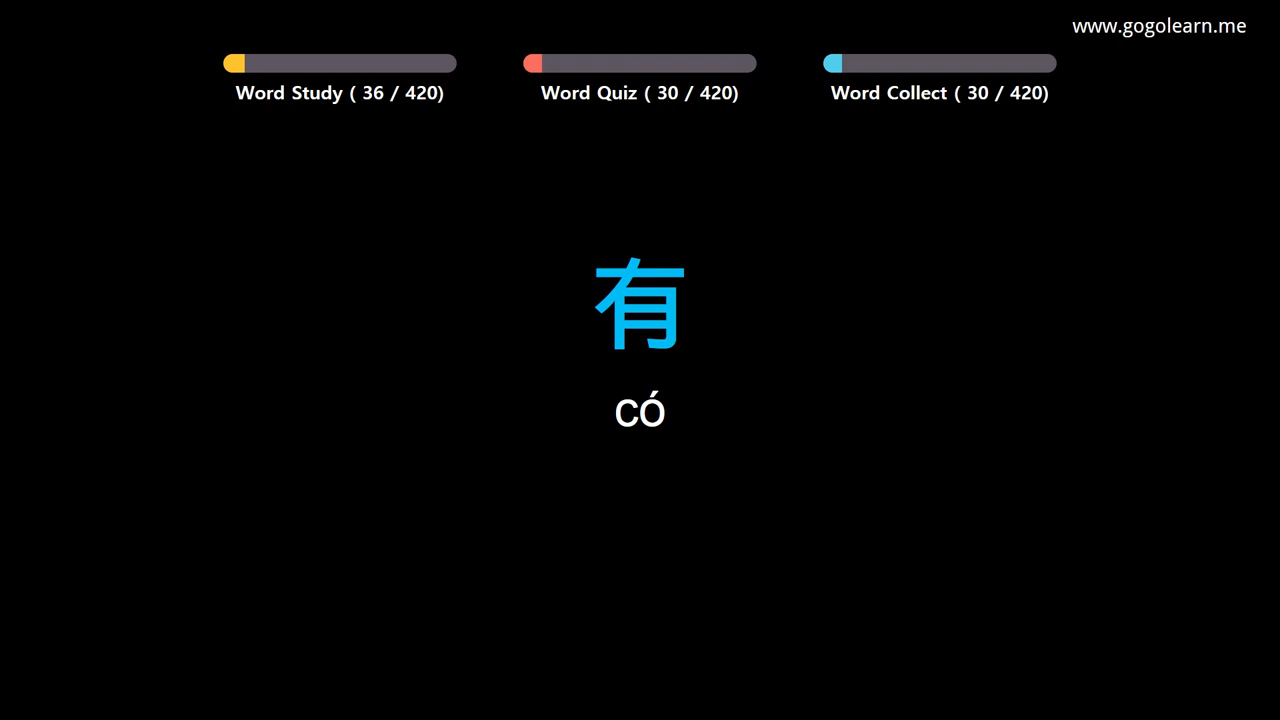 www.gogolearn.me
Word Study ( 36 / 420)
Word Quiz ( 30 / 420)
Word Collect ( 30 / 420)
有
có